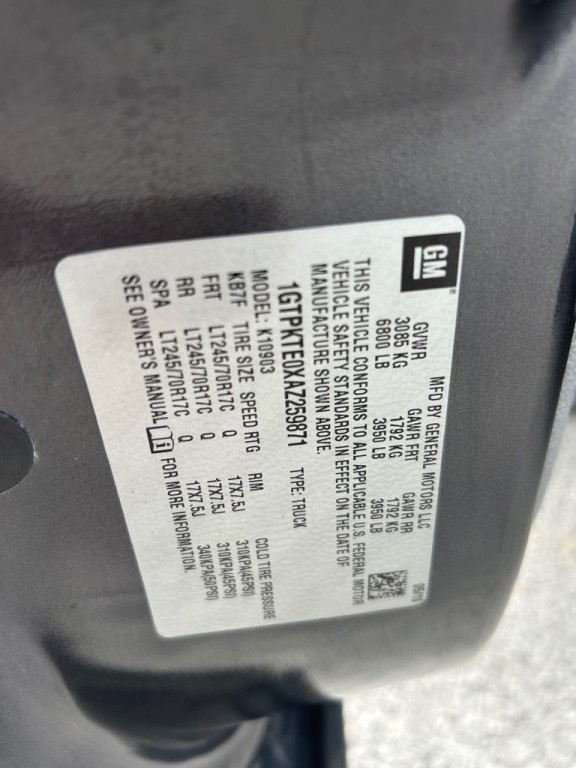 GM
MFD BY GENERAL MOTORS LLC
GVWR GAWR FRT GAWR RR
3085 KG 1792 KG 1792 KG
6800 LB 3950 LB 3950 LB
THIS VEHICLE CONFORMS TO ALL APPLICABLE U.S. FEDERAL MOTOR
VEHICLE SAFETY STANDARDS IN EFFECT ON THE DATE OF
MANUFACTURE SHOWN ABOVE.
1GTPKTE0XAZ259871 TYPE: TRUCK
MODEL: K10903
KB7F TIRE SIZE SPEED RTG RIM COLD TIRE PRESSURE
FRT LT245/70R17C Q 17X7.5J 310KPA(45PSI)
RR LT245/70R17C Q 17X7.5J 310KPA(45PSI)
SPA LT245/70R17C Q 17X7.5J 340KPA(50PSI)
SEE OWNER'S MANUAL FOR MORE INFORMATION.